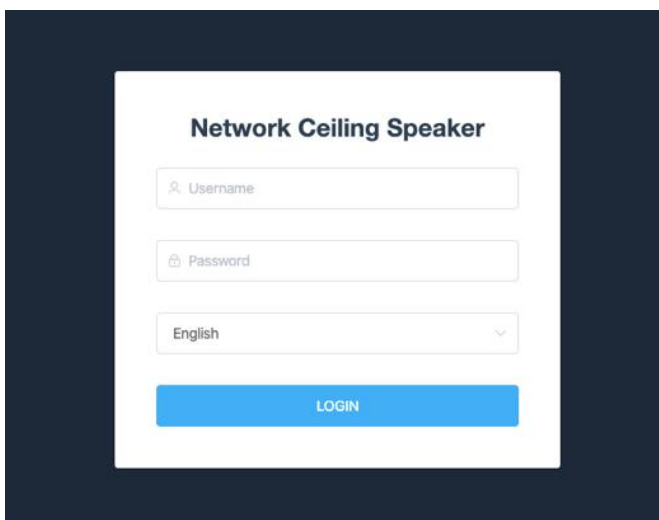 Network Ceiling Speaker
Username
Password
English
LOGIN